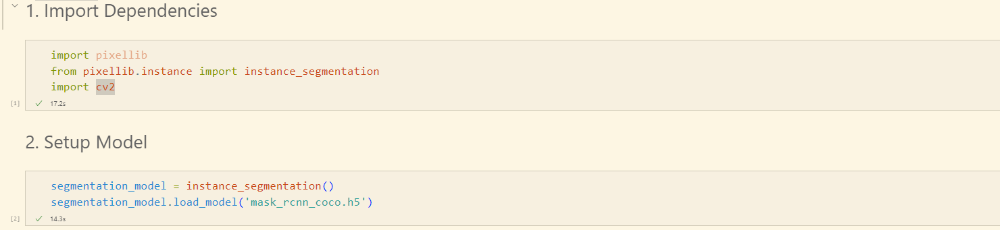 1. Import Dependencies
import pixellib
from pixellib.instance import instance_segmentation
import cv2
[1]
17.2s
2. Setup Model
segmentation_model = instance_segmentation()
segmentation_model.load_model('mask_rcnn_coco.h5')
[2]
14.3s